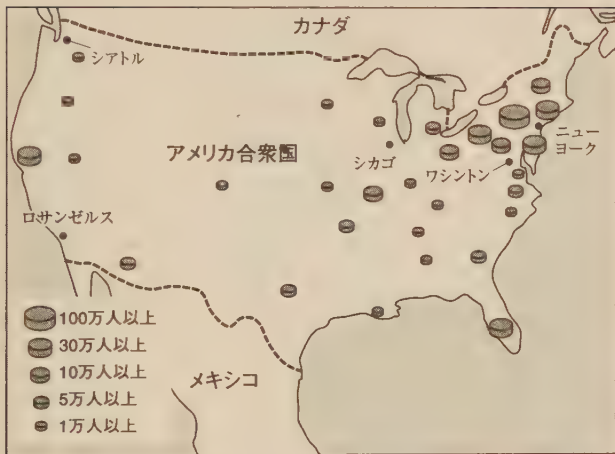 カナダ
シアトル
アメリカ合衆国
シカゴ
ニュー
ヨーク
ワシントン
ロサンゼルス
100万人以上
30万人以上
10万人以上
5万人以上
1万人以上
メキシコ